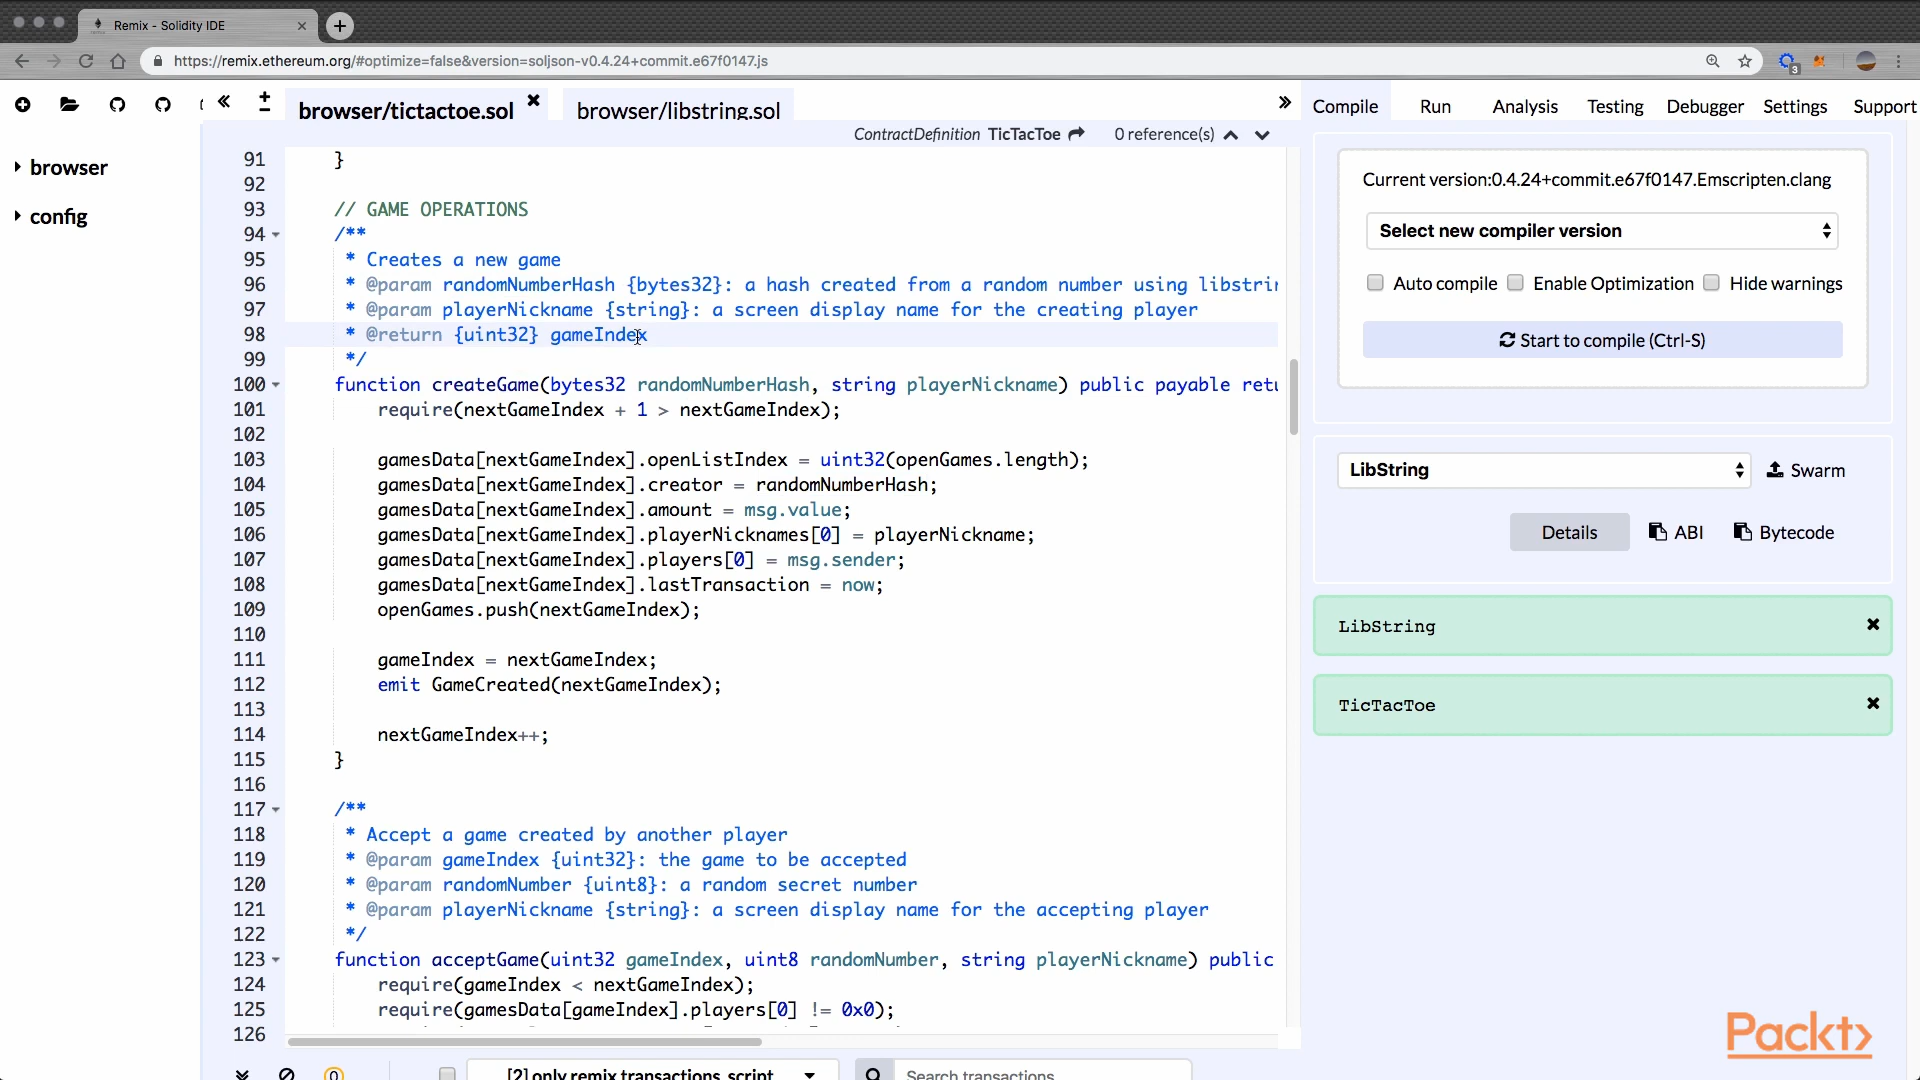 Remix - Solidity IDE
https://remix.ethereum.org/#optimize=false&version=soljson-v0.4.24+commit.e67f0147.js
3
browser/tictactoe.sol
browser/libstring.sol
Compile
Run
Analysis
Testing
Debugger
Settings
Support
ContractDefinition TicTacToe
0 reference(s)
browser
config
91 }
92
93 // GAME OPERATIONS
94 /**
95 * Creates a new game
96 * @param randomNumberHash {bytes32}: a hash created from a random number using libstrin
97 * @param playerNickname {string}: a screen display name for the creating player
98 * @return {uint32} gameIndex
99 */
100 function createGame(bytes32 randomNumberHash, string playerNickname) public payable retu
101 require(nextGameIndex + 1 > nextGameIndex);
102
103 gamesData[nextGameIndex].openListIndex = uint32(openGames.length);
104 gamesData[nextGameIndex].creator = randomNumberHash;
105 gamesData[nextGameIndex].amount = msg.value;
106 gamesData[nextGameIndex].playerNicknames[0] = playerNickname;
107 gamesData[nextGameIndex].players[0] = msg.sender;
108 gamesData[nextGameIndex].lastTransaction = now;
109 openGames.push(nextGameIndex);
110
111 gameIndex = nextGameIndex;
112 emit GameCreated(nextGameIndex);
113
114 nextGameIndex++;
115 }
116
117 /**
118 * Accept a game created by another player
119 * @param gameIndex {uint32}: the game to be accepted
120 * @param randomNumber {uint8}: a random secret number
121 * @param playerNickname {string}: a screen display name for the accepting player
122 */
123 function acceptGame(uint32 gameIndex, uint8 randomNumber, string playerNickname) public
124 require(gameIndex < nextGameIndex);
125 require(gamesData[gameIndex].players[0] != 0x0);
126
Current version:0.4.24+commit.e67f0147.Emscripten.clang
Select new compiler version
Auto compile
Enable Optimization
Hide warnings
Start to compile (Ctrl-S)
LibString
Swarm
Details
ABI
Bytecode
LibString
TicTacToe
0
[2] only remix transactions, script
Search transactions
Packt